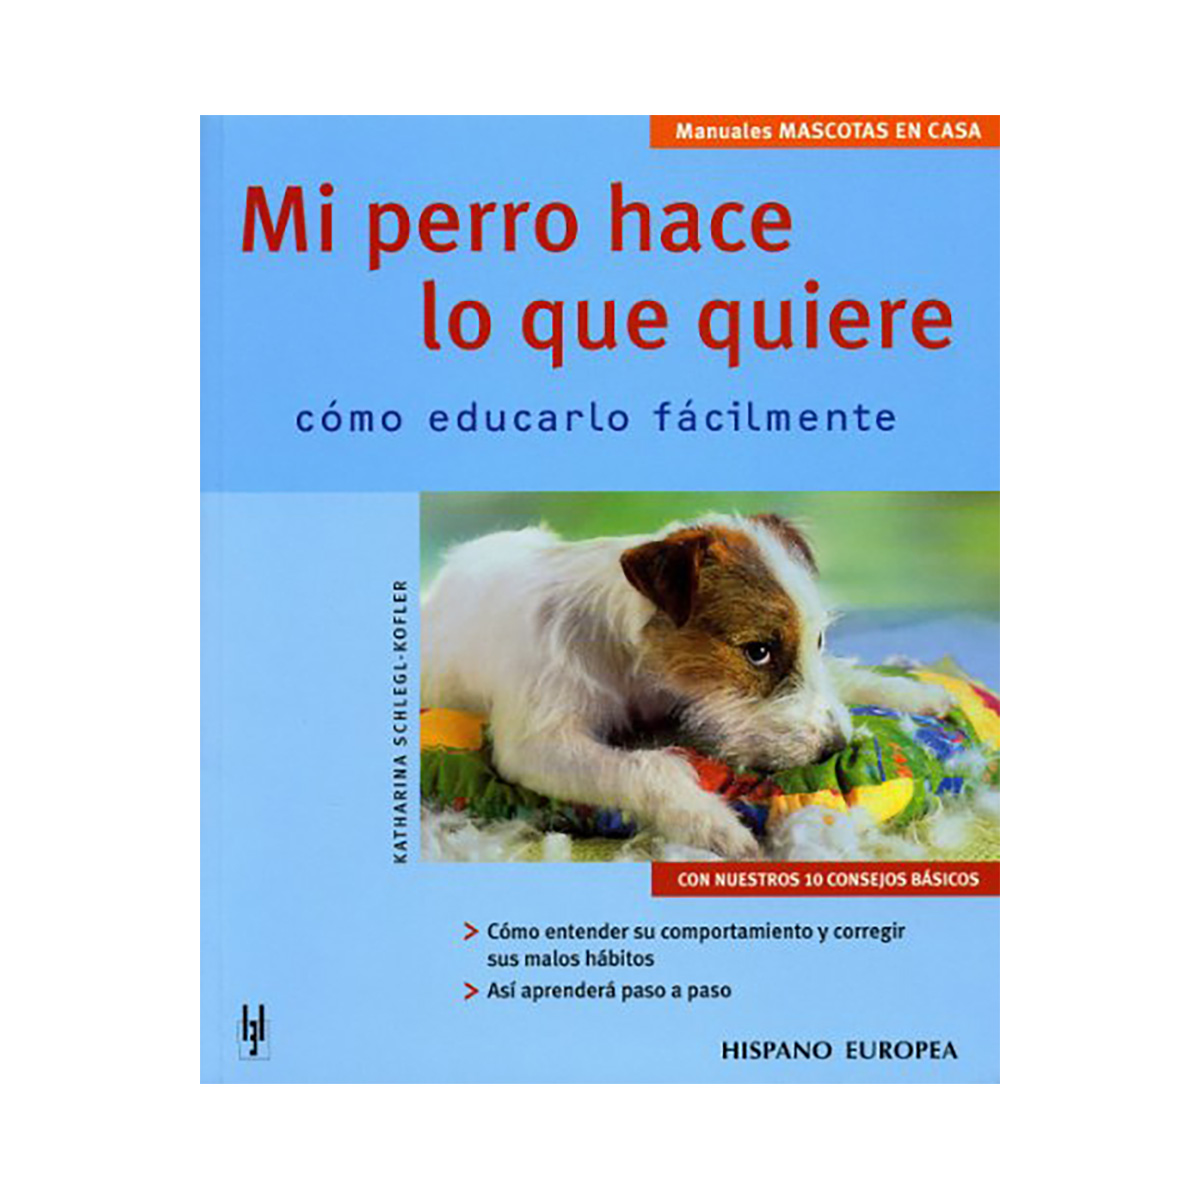 Manuales MASCOTAS EN CASA
Mi perro hace
lo que quiere
cómo educarlo fácilmente
KATHARINA SCHLEGL-KOFLER
CON NUESTROS 10 CONSEJOS BÁSICOS
> Cómo entender su comportamiento y corregir
sus malos hábitos
> Así aprenderá paso a paso
HISPANO EUROPEA